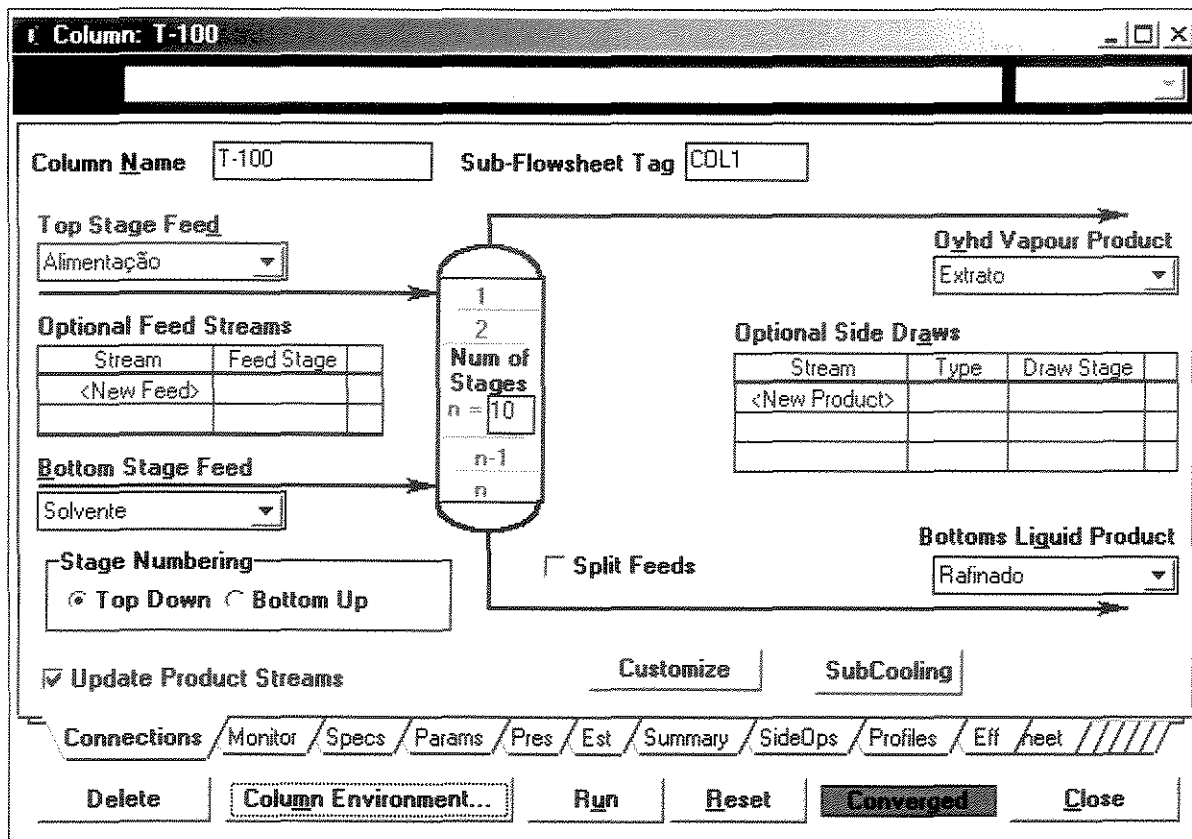 Column: T-100
Column Name T-100 Sub-Flowsheet Tag COL1
Top Stage Feed
Alimentação
Ovhd Vapour Product
Extrato
1
2
Optional Feed Streams
Stream Feed Stage
<New Feed>
Num of
Stages
n = 10
n-1
n
Optional Side Draws
Stream Type Draw Stage
<New Product>
Bottom Stage Feed
Solvente
Bottoms Liquid Product
Rafinado
Stage Numbering
Top Down Bottom Up
Split Feeds
Update Product Streams
Customize SubCooling
Connections Monitor Specs Params Pres Est Summary SideOps Profiles Eff heet
Delete Column Environment... Run Reset Converged Close